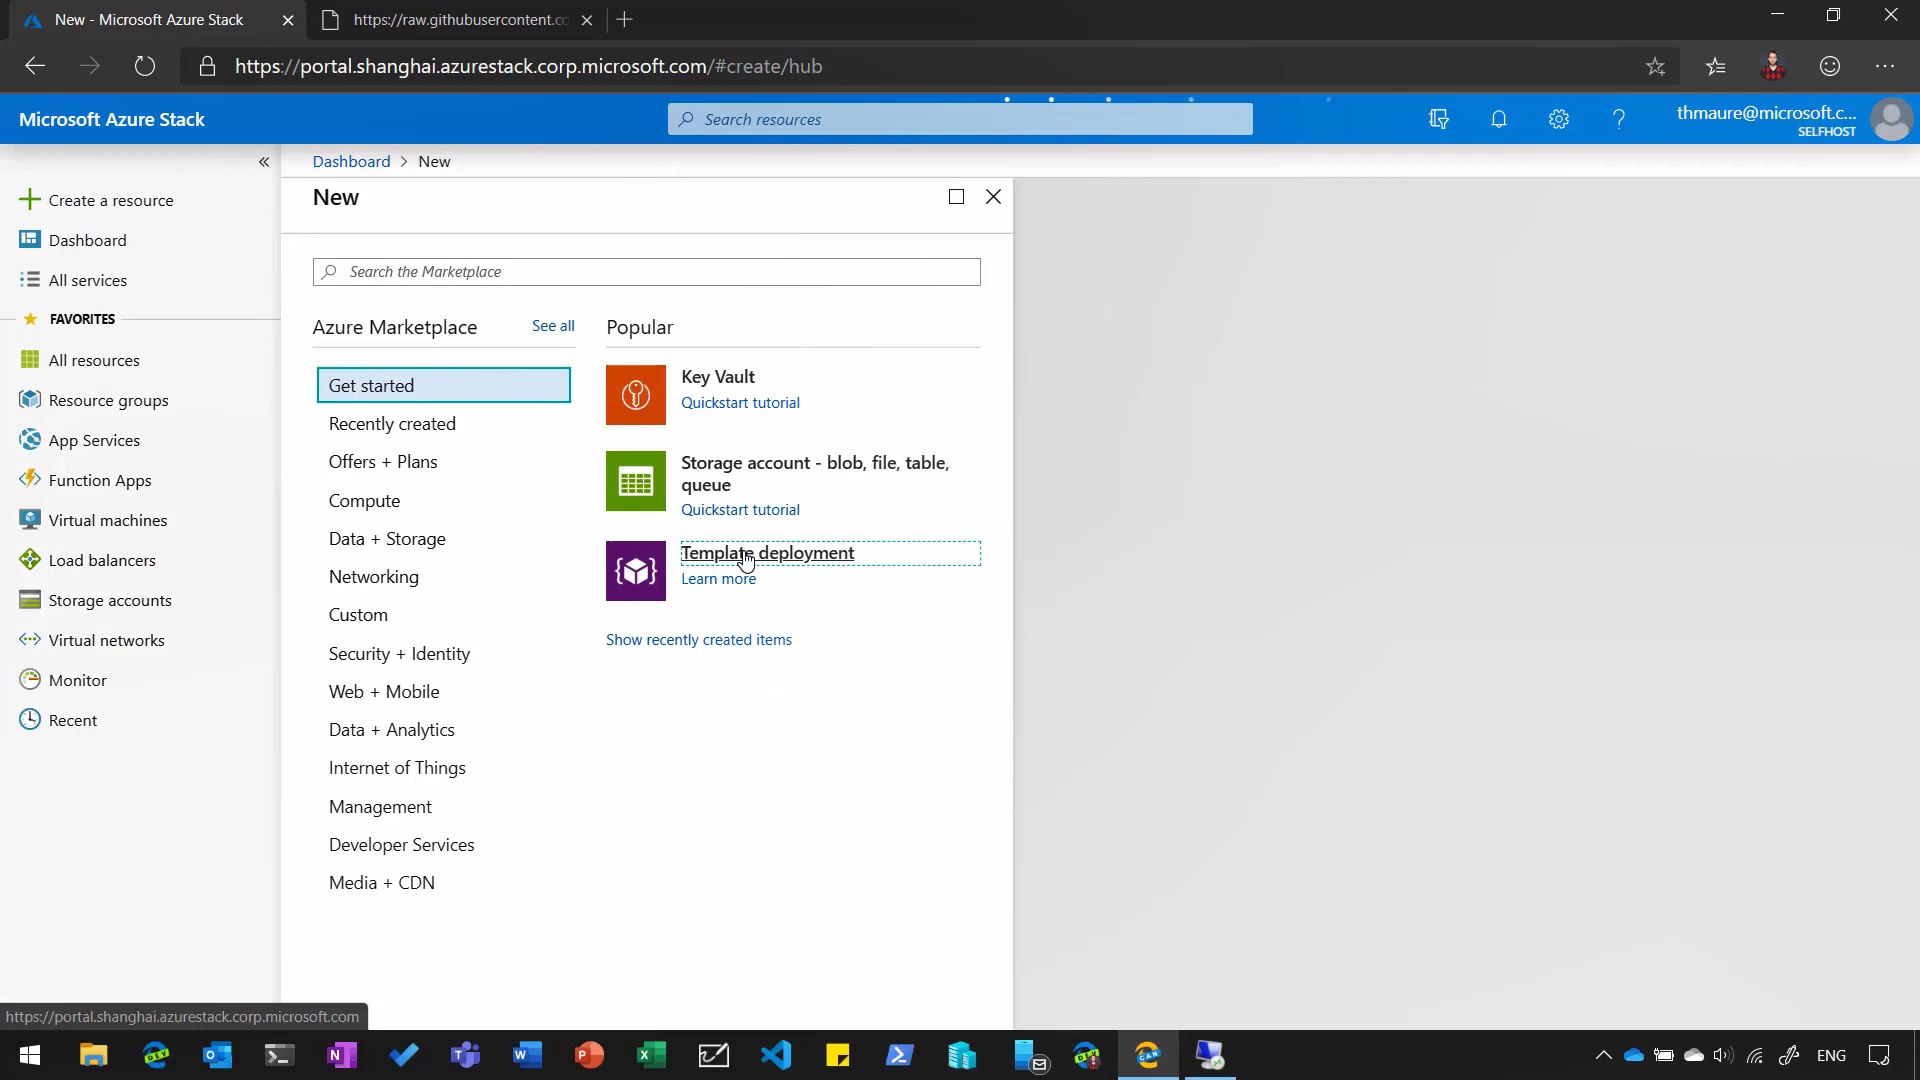 New - Microsoft Azure Stack
https://raw.githubusercontent.co
https://portal.shanghai.azurestack.corp.microsoft.com/#create/hub
Microsoft Azure Stack
Search resources
thmaure@microsoft.c...
SELFHOST
Dashboard > New
Create a resource
Dashboard
All services
FAVORITES
All resources
Resource groups
App Services
Function Apps
Virtual machines
Load balancers
Storage accounts
Virtual networks
Monitor
Recent
New
Search the Marketplace
Azure Marketplace
See all
Get started
Recently created
Offers + Plans
Compute
Data + Storage
Networking
Custom
Security + Identity
Web + Mobile
Data + Analytics
Internet of Things
Management
Developer Services
Media + CDN
Popular
Key Vault
Quickstart tutorial
Storage account - blob, file, table,
queue
Quickstart tutorial
Template deployment
Learn more
Show recently created items
https://portal.shanghai.azurestack.corp.microsoft.com
ENG